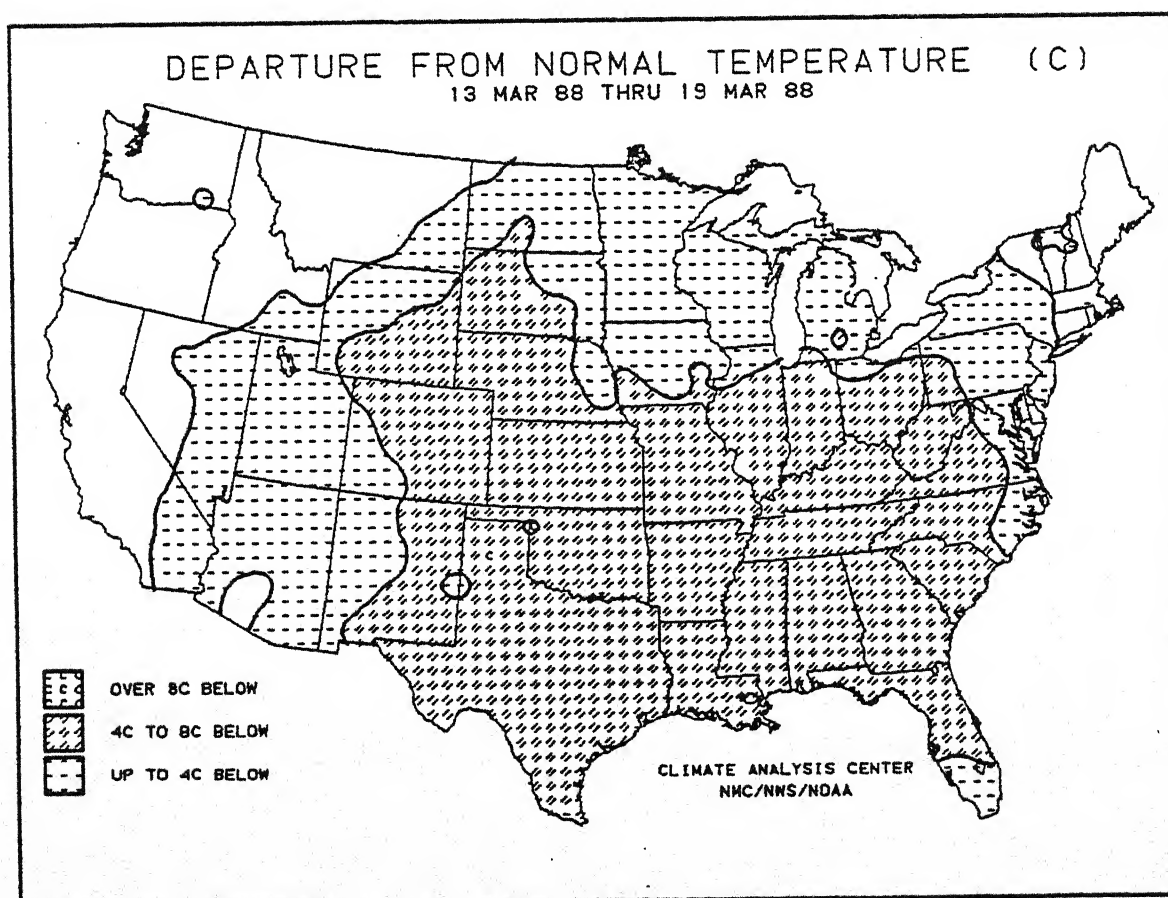 DEPARTURE FROM NORMAL TEMPERATURE (C)
13 MAR 88 THRU 19 MAR 88
OVER 8C BELOW
4C TO 8C BELOW
UP TO 4C BELOW
CLIMATE ANALYSIS CENTER
NMC/NWS/NOAA